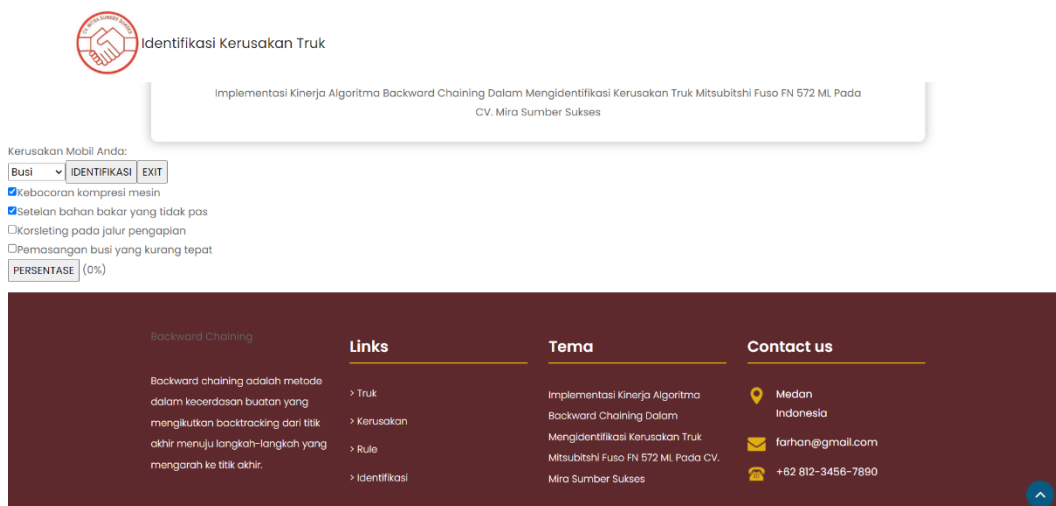 CV. MIRA SUMBER SUKSES
Identifikasi Kerusakan Truk
Implementasi Kinerja Algoritma Backward Chaining Dalam Mengidentifikasi Kerusakan Truk Mitsubitshi Fuso FN 572 ML Pada
CV. Mira Sumber Sukses
Kerusakan Mobil Anda:
Busi IDENTIFIKASI EXIT
Kebocoran kompresi mesin
Setelan bahan bakar yang tidak pas
Korsleting pada jalur pengapian
Pemasangan busi yang kurang tepat
PERSENTASE (0%)
Backward Chaining
Backward chaining adalah metode
dalam kecerdasan buatan yang
mengikutkan backtracking dari titik
akhir menuju langkah-langkah yang
mengarah ke titik akhir.
Links
> Truk
> Kerusakan
> Rule
> Identifikasi
Tema
Implementasi Kinerja Algoritma
Backward Chaining Dalam
Mengidentifikasi Kerusakan Truk
Mitsubitshi Fuso FN 572 ML Pada CV.
Mira Sumber Sukses
Contact us
Medan
Indonesia
farhan@gmail.com
+62 812-3456-7890